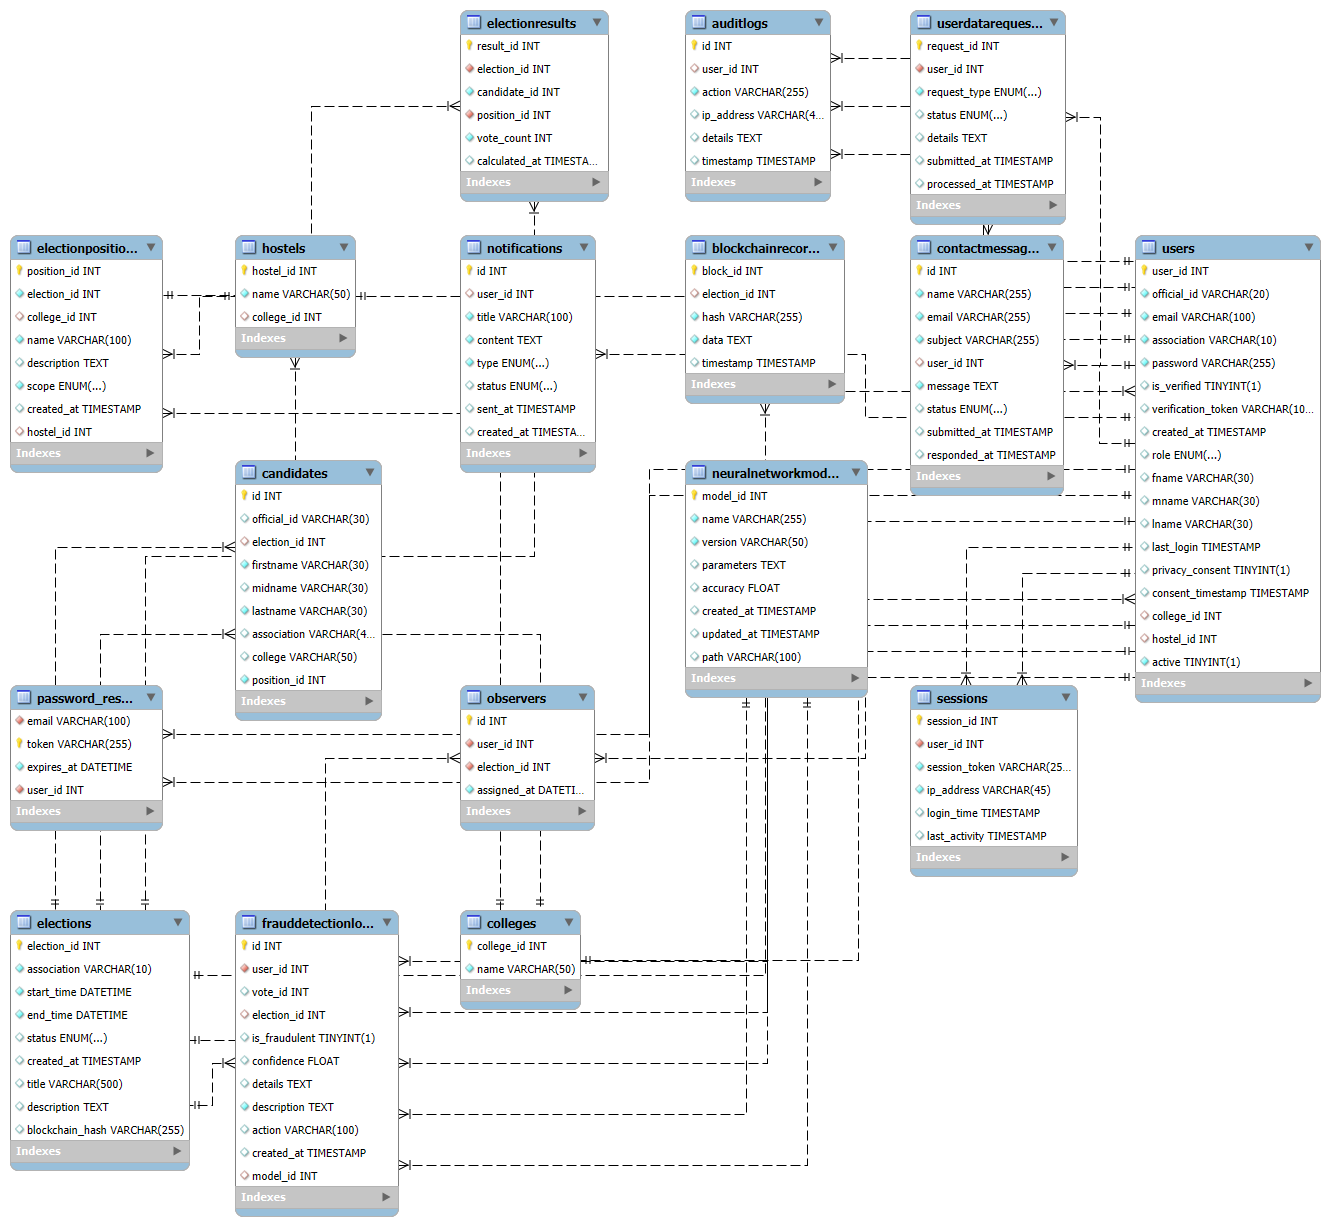 electionresults
result_id INT
election_id INT
candidate_id INT
position_id INT
vote_count INT
calculated_at TIMESTA...
Indexes
auditlogs
id INT
user_id INT
action VARCHAR(255)
ip_address VARCHAR(4...
details TEXT
timestamp TIMESTAMP
Indexes
userdatareques...
request_id INT
user_id INT
request_type ENUM(...)
status ENUM(...)
details TEXT
submitted_at TIMESTAMP
processed_at TIMESTAMP
Indexes
electionpositio...
position_id INT
election_id INT
college_id INT
name VARCHAR(100)
description TEXT
scope ENUM(...)
created_at TIMESTAMP
hostel_id INT
Indexes
hostels
hostel_id INT
name VARCHAR(50)
college_id INT
Indexes
notifications
id INT
user_id INT
title VARCHAR(100)
content TEXT
type ENUM(...)
status ENUM(...)
sent_at TIMESTAMP
created_at TIMESTA...
Indexes
blockchainrecor...
block_id INT
election_id INT
hash VARCHAR(255)
data TEXT
timestamp TIMESTAMP
Indexes
contactmessag...
id INT
name VARCHAR(255)
email VARCHAR(255)
subject VARCHAR(255)
user_id INT
message TEXT
status ENUM(...)
submitted_at TIMESTAMP
responded_at TIMESTAMP
Indexes
users
user_id INT
official_id VARCHAR(20)
email VARCHAR(100)
association VARCHAR(10)
password VARCHAR(255)
is_verified TINYINT(1)
verification_token VARCHAR(10...
created_at TIMESTAMP
role ENUM(...)
fname VARCHAR(30)
mname VARCHAR(30)
lname VARCHAR(30)
last_login TIMESTAMP
privacy_consent TINYINT(1)
consent_timestamp TIMESTAMP
college_id INT
hostel_id INT
active TINYINT(1)
Indexes
candidates
id INT
official_id VARCHAR(30)
election_id INT
firstname VARCHAR(30)
midname VARCHAR(30)
lastname VARCHAR(30)
association VARCHAR(4...
college VARCHAR(50)
position_id INT
Indexes
neuralnetworkmod...
model_id INT
name VARCHAR(255)
version VARCHAR(50)
parameters TEXT
accuracy FLOAT
created_at TIMESTAMP
updated_at TIMESTAMP
path VARCHAR(100)
Indexes
password_res...
email VARCHAR(100)
token VARCHAR(255)
expires_at DATETIME
user_id INT
Indexes
observers
id INT
user_id INT
election_id INT
assigned_at DATETI...
Indexes
sessions
session_id INT
user_id INT
session_token VARCHAR(25...
ip_address VARCHAR(45)
login_time TIMESTAMP
last_activity TIMESTAMP
Indexes
elections
election_id INT
association VARCHAR(10)
start_time DATETIME
end_time DATETIME
status ENUM(...)
created_at TIMESTAMP
title VARCHAR(500)
description TEXT
blockchain_hash VARCHAR(255)
Indexes
frauddetectionlo...
id INT
user_id INT
vote_id INT
election_id INT
is_fraudulent TINYINT(1)
confidence FLOAT
details TEXT
description TEXT
action VARCHAR(100)
created_at TIMESTAMP
model_id INT
Indexes
colleges
college_id INT
name VARCHAR(50)
Indexes